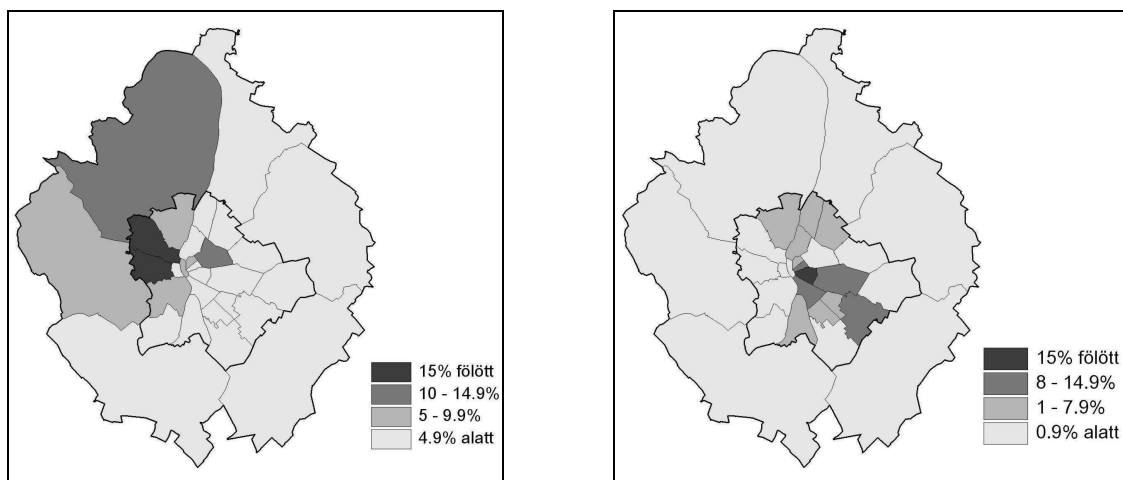 15% fölött
10 - 14.9%
5 - 9.9%
4.9% alatt
15% fölött
8 - 14.9%
1 - 7.9%
0.9% alatt